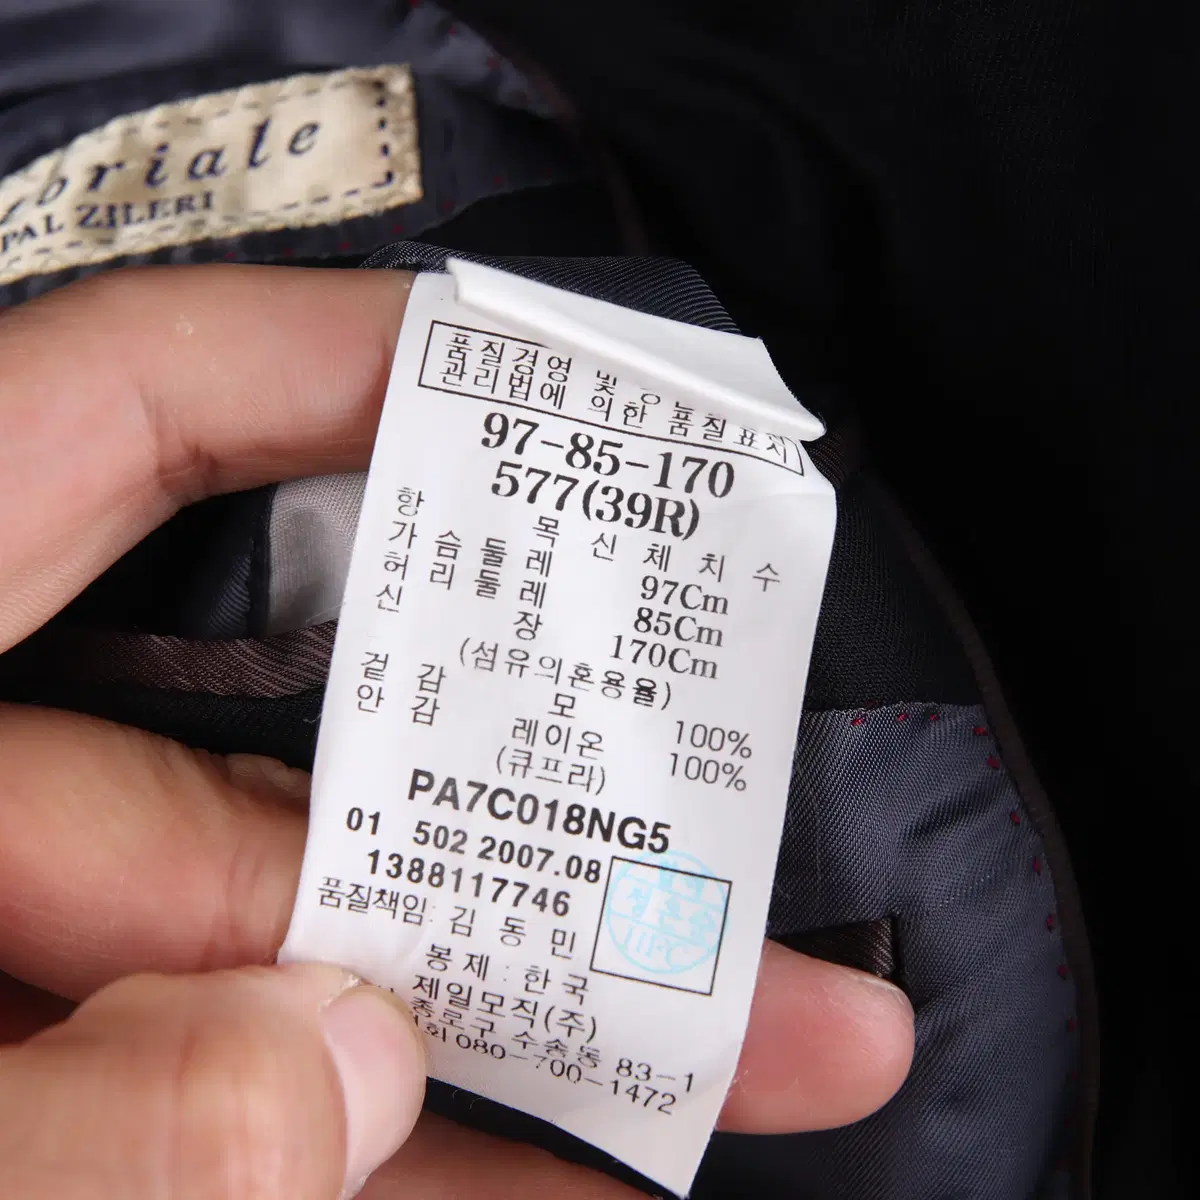 oriale
PAL ZILERI
품질경영 및
관리법에 의한 품질표시
97-85-170
577(39R)
항 목 신 체 치 수
가 슴 둘 레 97Cm
허 리 둘 레 85Cm
신 장 170Cm
(섬유의혼용율)
겉 감 모 100%
안 감 레이온 100%
(큐프라)
PA7C018NG5
01 502 2007.08
1388117746
품질책임: 김 동 민
봉 제 : 한 국
제일모직(주)
종로구 수송동 83-1
080-700-1472